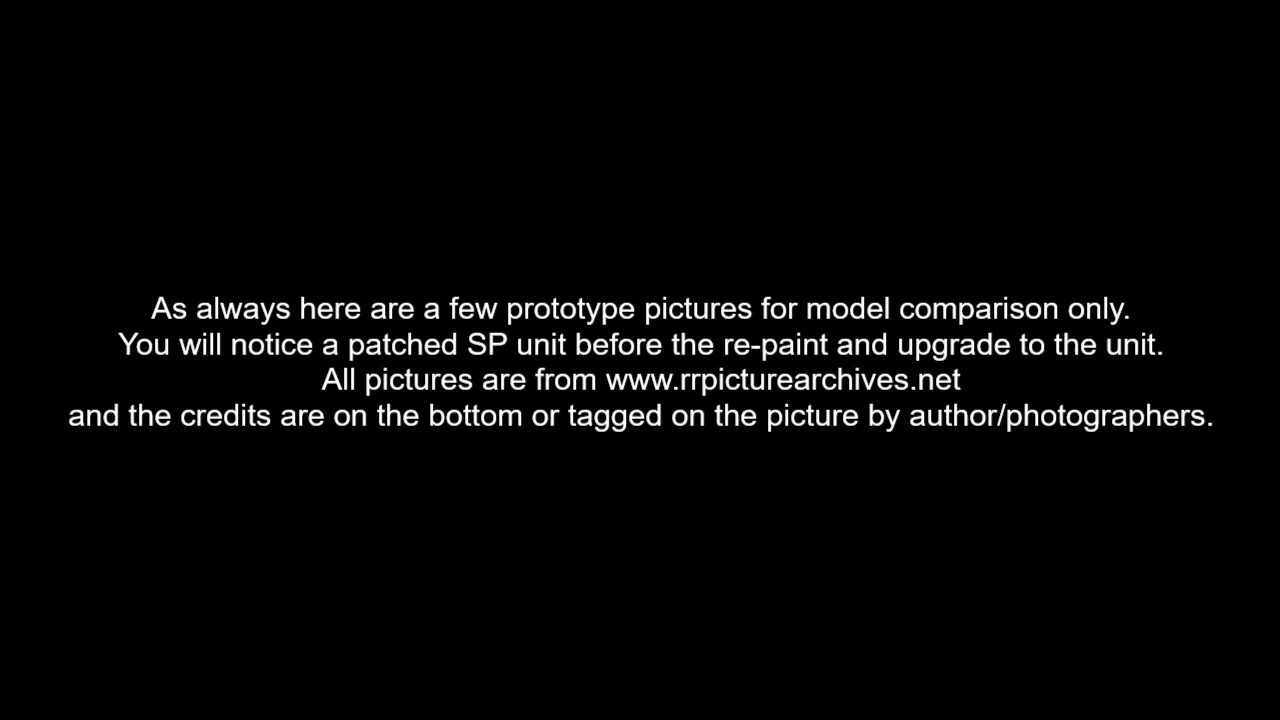 As always here are a few prototype pictures for model comparison only.
You will notice a patched SP unit before the re-paint and upgrade to the unit.
All pictures are from www.rrpicturearchives.net
and the credits are on the bottom or tagged on the picture by author/photographers.